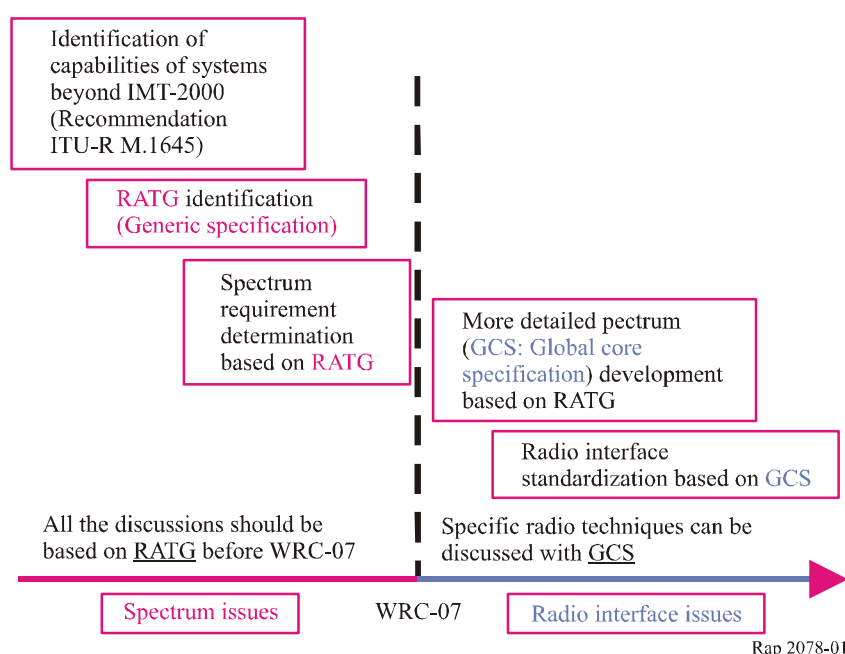 Identification of
capabilities of systems
beyond IMT-2000
(Recommendation
ITU-R M.1645)
RATG identification
(Generic specification)
Spectrum
requirement
determination
based on RATG
More detailed pectrum
(GCS: Global core
specification) development
based on RATG
Radio interface
standardization based on GCS
All the discussions should be
based on RATG before WRC-07
Specific radio techniques can be
discussed with GCS
Spectrum issues
WRC-07
Radio interface issues
Rap 2078-01